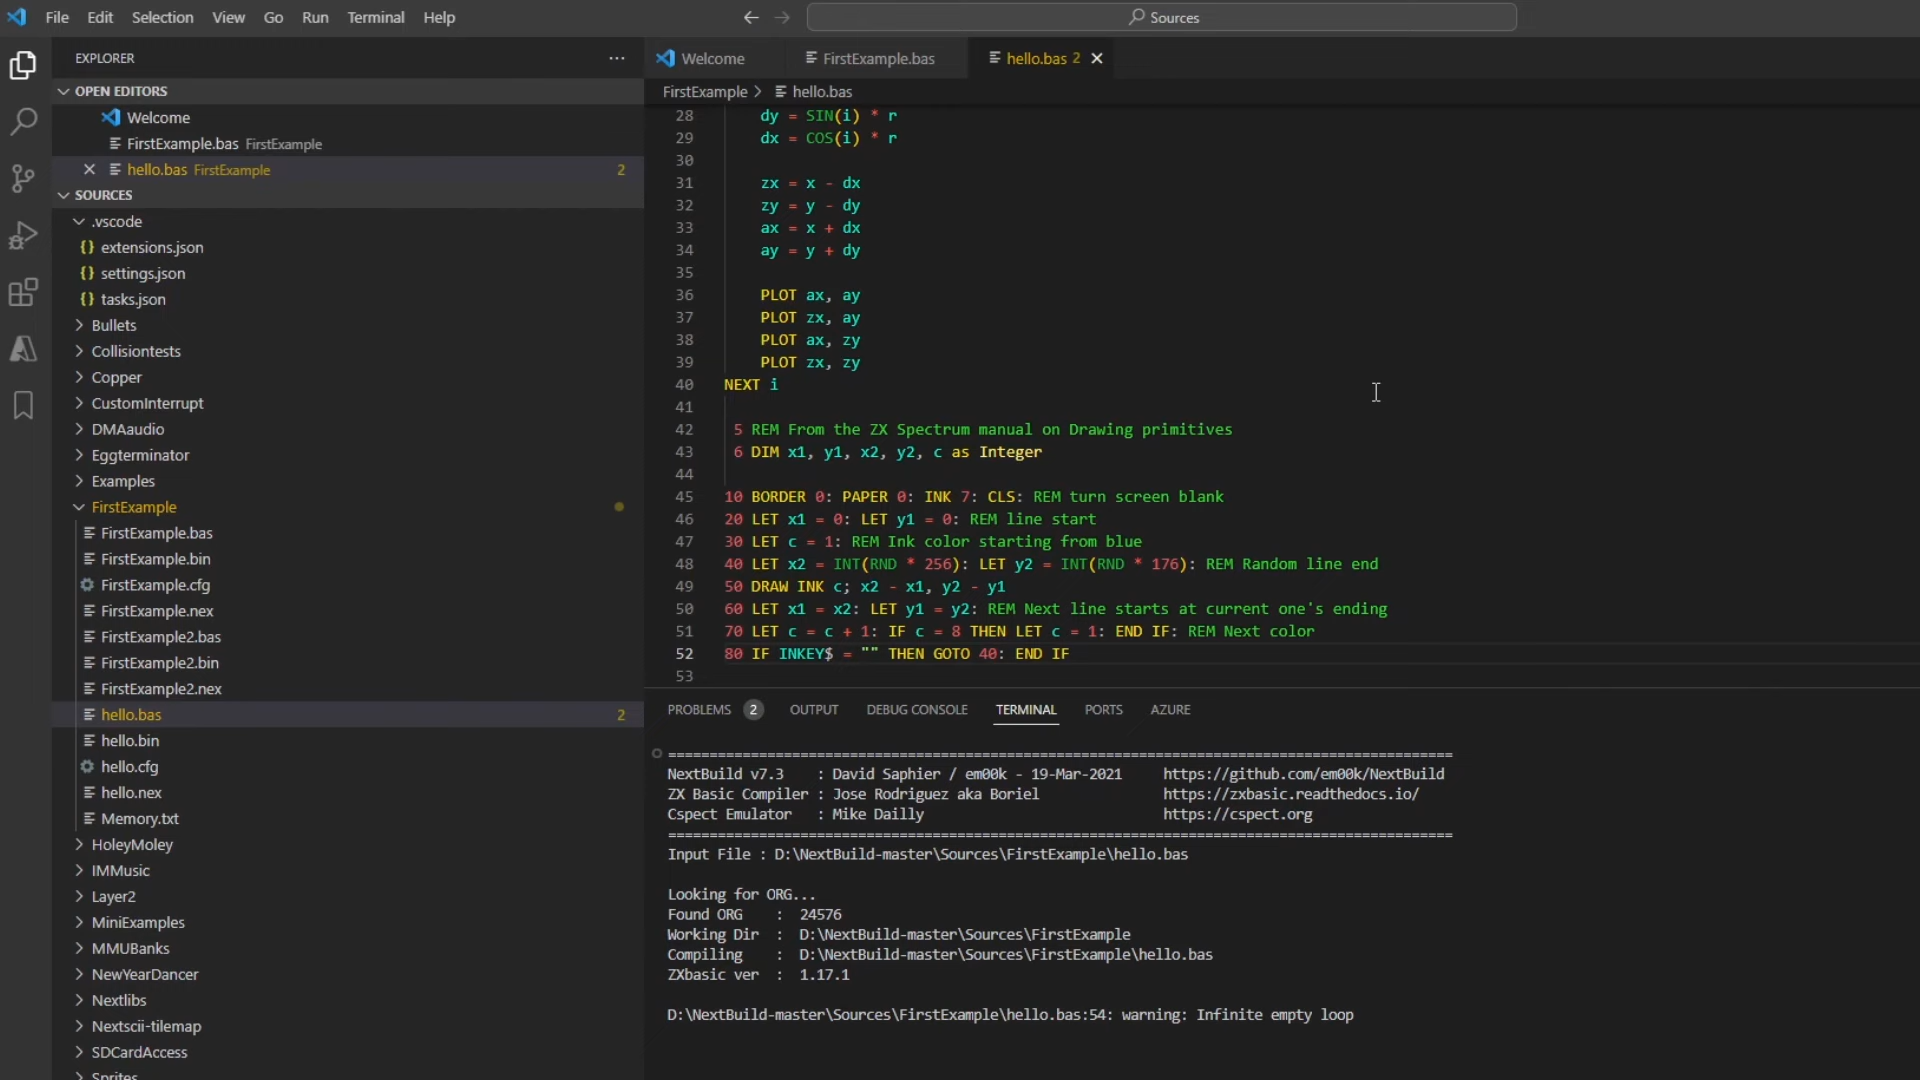 File Edit Selection View Go Run Terminal Help
Sources
EXPLORER
OPEN EDITORS
Welcome
FirstExample.bas FirstExample
hello.bas FirstExample 2
SOURCES
.vscode
{} extensions.json
{} settings.json
{} tasks.json
Bullets
Collisiontests
Copper
CustomInterrupt
DMAaudio
Eggterminator
Examples
FirstExample
FirstExample.bas
FirstExample.bin
FirstExample.cfg
FirstExample.nex
FirstExample2.bas
FirstExample2.bin
FirstExample2.nex
hello.bas 2
hello.bin
hello.cfg
hello.nex
Memory.txt
HoleyMoley
IMMusic
Layer2
MiniExamples
MMUBanks
NewYearDancer
Nextlibs
Nextscii-tilemap
SDCardAccess
Sprites
Welcome FirstExample.bas hello.bas 2
FirstExample > hello.bas
28 dy = SIN(i) * r
29 dx = COS(i) * r
30
31 zx = x - dx
32 zy = y - dy
33 ax = x + dx
34 ay = y + dy
35
36 PLOT ax, ay
37 PLOT zx, ay
38 PLOT ax, zy
39 PLOT zx, zy
40 NEXT i
41
42 5 REM From the ZX Spectrum manual on Drawing primitives
43 6 DIM x1, y1, x2, y2, c as Integer
44
45 10 BORDER 0: PAPER 0: INK 7: CLS: REM turn screen blank
46 20 LET x1 = 0: LET y1 = 0: REM line start
47 30 LET c = 1: REM Ink color starting from blue
48 40 LET x2 = INT(RND * 256): LET y2 = INT(RND * 176): REM Random line end
49 50 DRAW INK c; x2 - x1, y2 - y1
50 60 LET x1 = x2: LET y1 = y2: REM Next line starts at current one's ending
51 70 LET c = c + 1: IF c = 8 THEN LET c = 1: END IF: REM Next color
52 80 IF INKEY$ = "" THEN GOTO 40: END IF
53
PROBLEMS 2 OUTPUT DEBUG CONSOLE TERMINAL PORTS AZURE
===============================================================================================
NextBuild v7.3 : David Saphier / em00k - 19-Mar-2021 https://github.com/em00k/NextBuild
ZX Basic Compiler : Jose Rodriguez aka Boriel https://zxbasic.readthedocs.io/
Cspect Emulator : Mike Dailly https://cspect.org
===============================================================================================
Input File : D:\NextBuild-master\Sources\FirstExample\hello.bas
Looking for ORG...
Found ORG : 24576
Working Dir : D:\NextBuild-master\Sources\FirstExample
Compiling : D:\NextBuild-master\Sources\FirstExample\hello.bas
ZXbasic ver : 1.17.1
D:\NextBuild-master\Sources\FirstExample\hello.bas:54: warning: Infinite empty loop